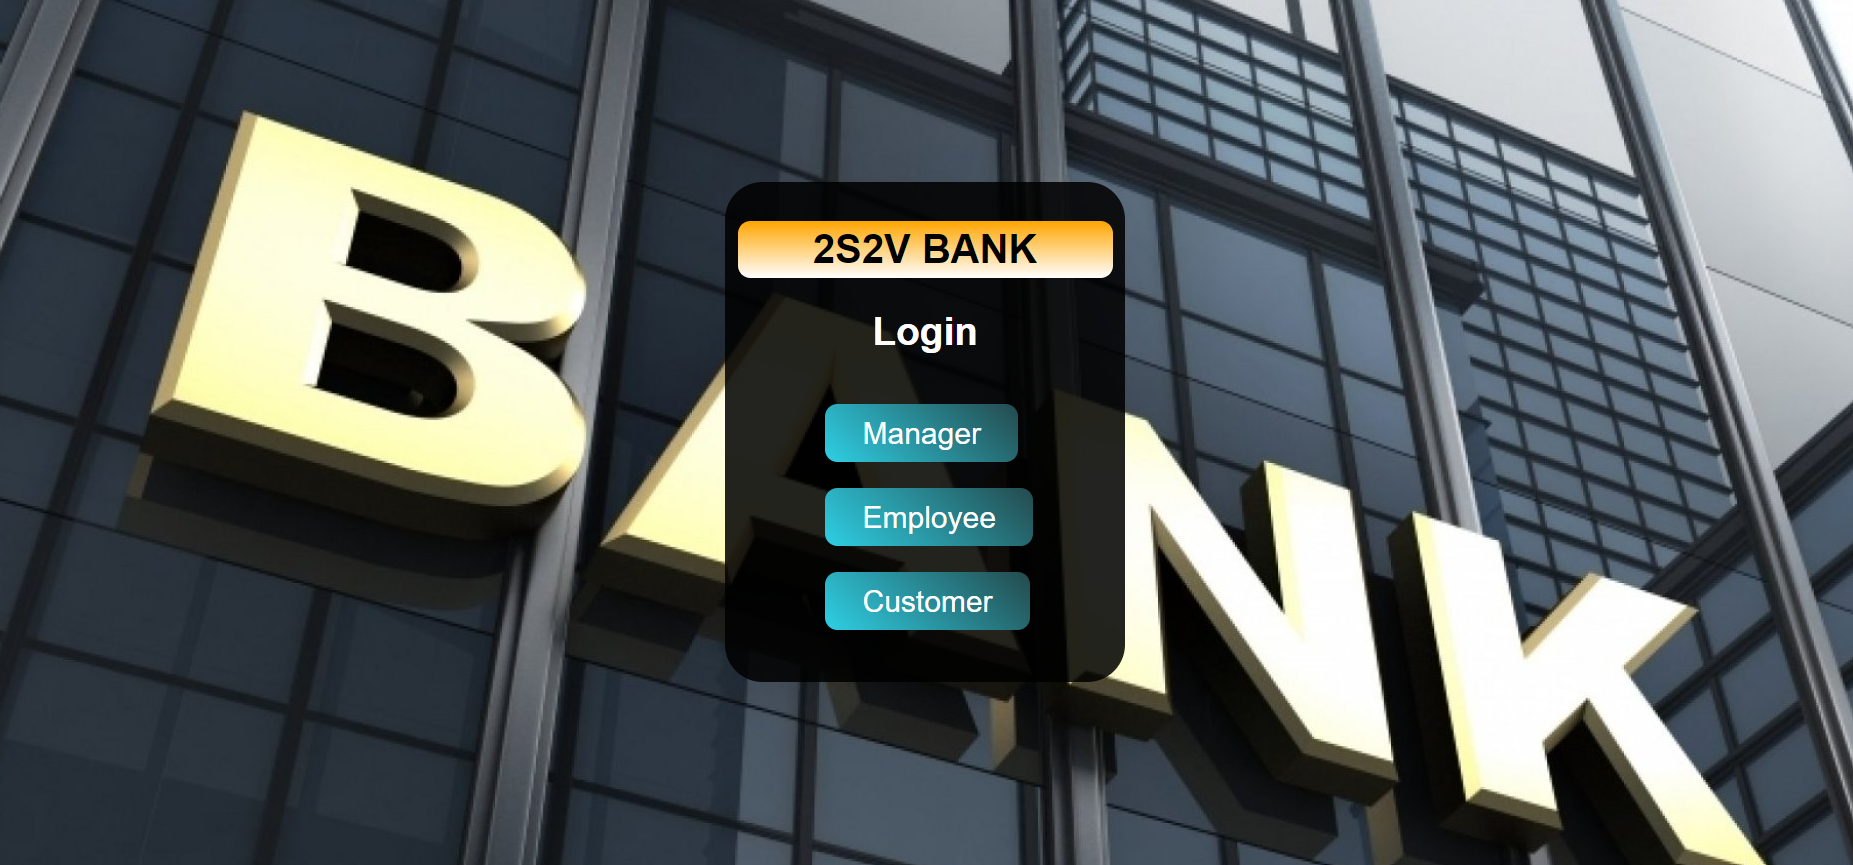 BANK
2S2V BANK
Login
Manager
Employee
Customer